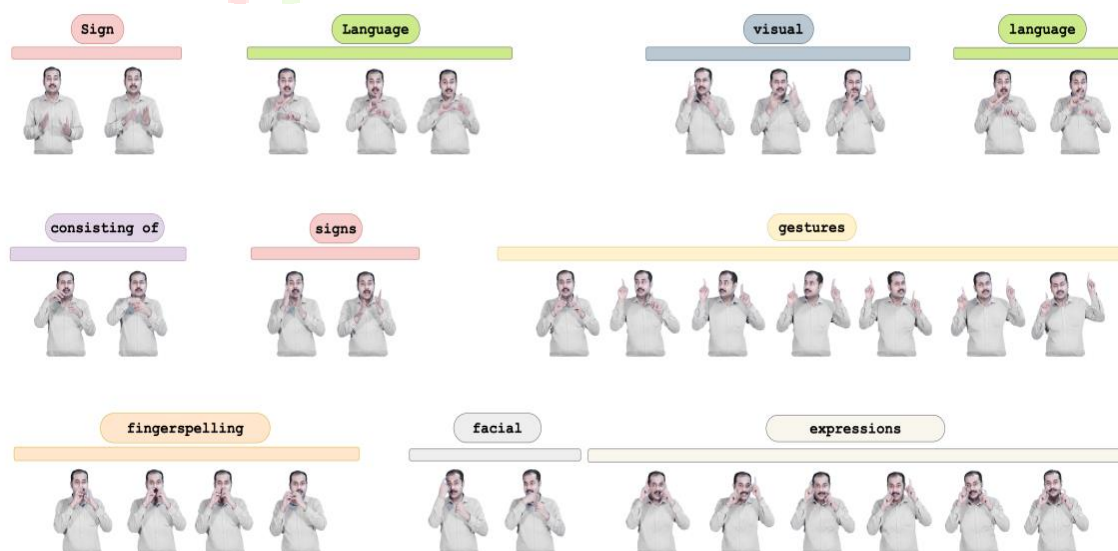 Sign Language visual language
consisting of signs gestures
fingerspelling facial expressions